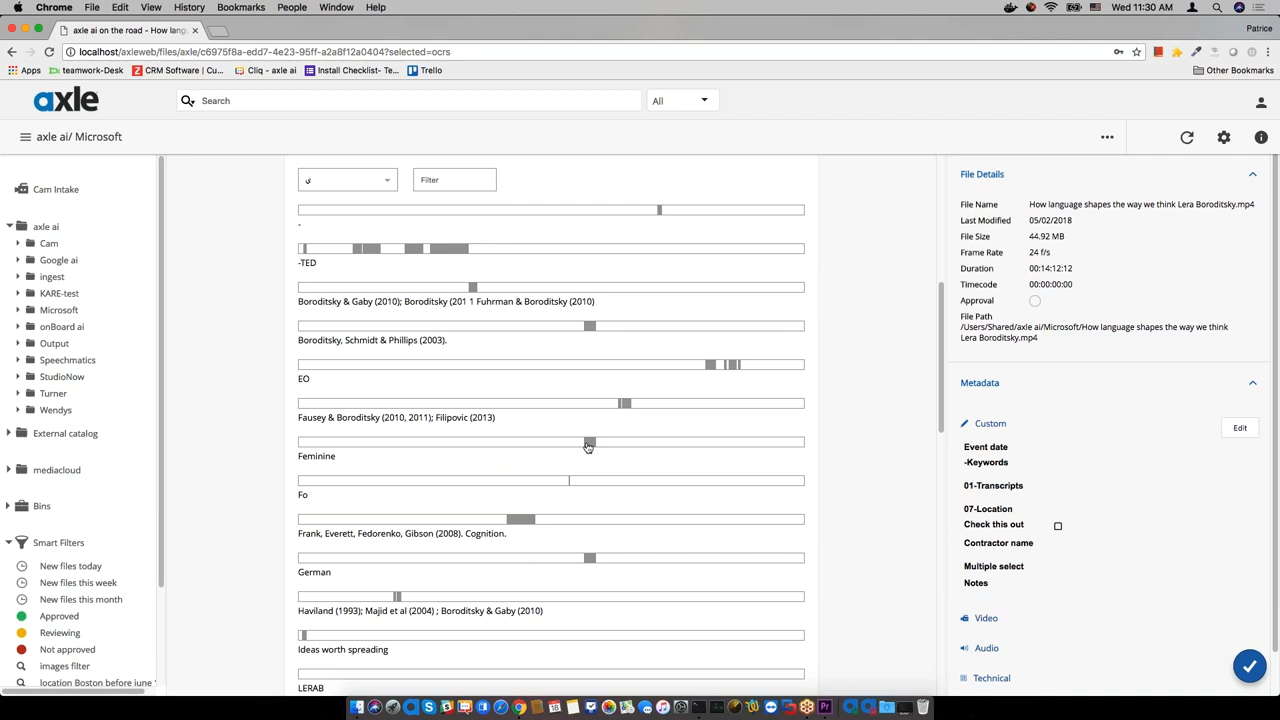 Chrome File Edit View History Bookmarks People Window Help Wed 11:30 AM
axle ai on the road - How lang Patrice
localhost/axleweb/files/axle/c6975f8a-edd7-4e23-95ff-a2a8f12a0404?selected=ocrs
Apps teamwork-Desk CRM Software | Cu... Cliq - axle ai Install Checklist- Te... Trello Other Bookmarks
axle Search All
axle ai/ Microsoft
Cam Intake
axle ai
Cam
Google ai
ingest
KARE-test
Microsoft
onBoard ai
Output
Speechmatics
StudioNow
Turner
Wendys
External catalog
mediacloud
Bins
Smart Filters
New files today
New files this week
New files this month
Approved
Reviewing
Not approved
images filter
location Boston before iune '
ي Filter
-
-TED
Boroditsky & Gaby (2010); Boroditsky (201 1 Fuhrman & Boroditsky (2010)
Boroditsky, Schmidt & Phillips (2003).
EO
Fausey & Boroditsky (2010, 2011); Filipovic (2013)
Feminine
Fo
Frank, Everett, Fedorenko, Gibson (2008). Cognition.
German
Haviland (1993); Majid et al (2004) ; Boroditsky & Gaby (2010)
Ideas worth spreading
LERAB
File Details
File Name How language shapes the way we think Lera Boroditsky.mp4
Last Modified 05/02/2018
File Size 44.92 MB
Frame Rate 24 f/s
Duration 00:14:12:12
Timecode 00:00:00:00
Approval
File Path
/Users/Shared/axle ai/Microsoft/How language shapes the way we think
Lera Boroditsky.mp4
Metadata
Custom Edit
Event date
-Keywords
01-Transcripts
07-Location
Check this out
Contractor name
Multiple select
Notes
Video
Audio
Technical